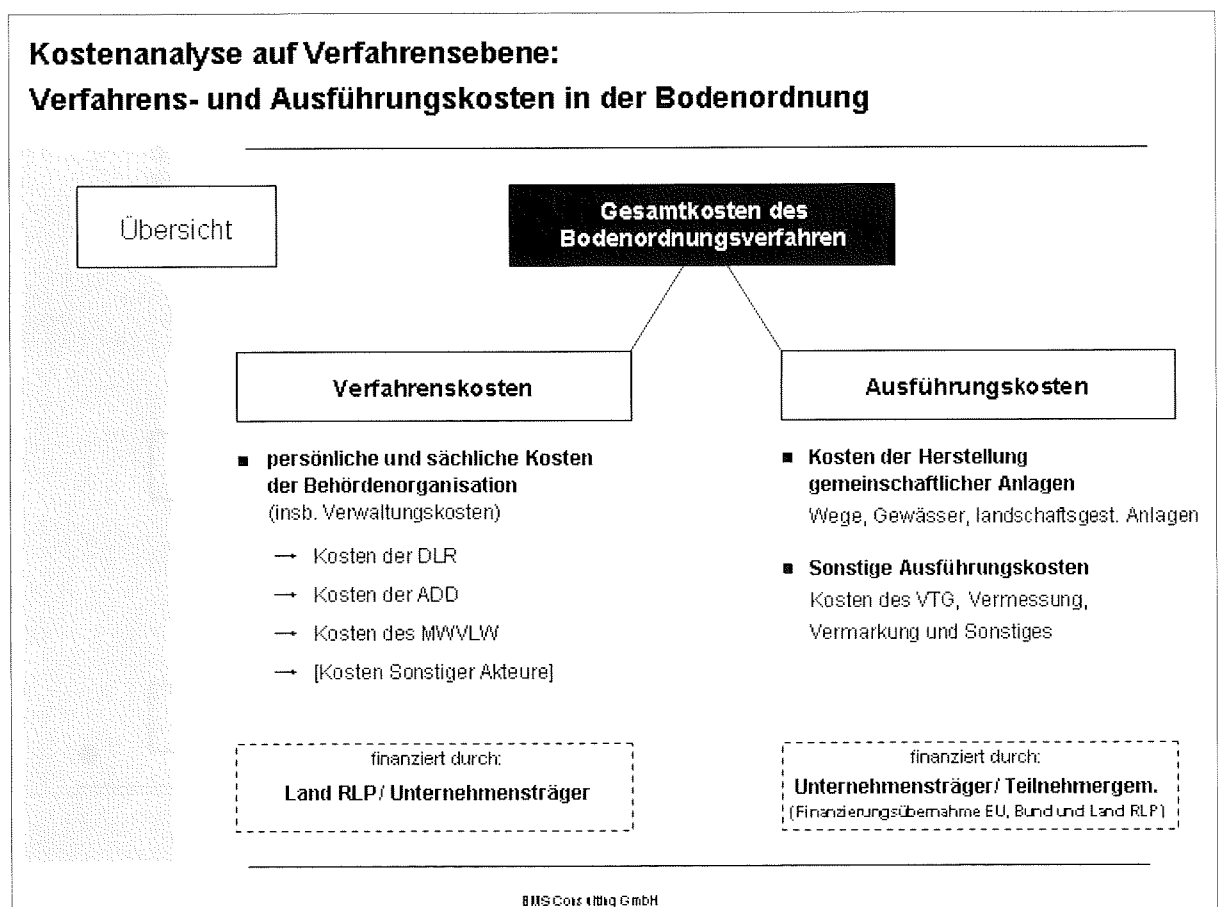 Kostenanalyse auf Verfahrensebene:
Verfahrens- und Ausführungskosten in der Bodenordnung
Übersicht
Gesamtkosten des
Bodenordnungsverfahren
Verfahrenskosten
■ persönliche und sächliche Kosten
der Behördenorganisation
(insb. Verwaltungskosten)
→ Kosten der DLR
→ Kosten der ADD
→ Kosten des MWVLW
→ [Kosten Sonstiger Akteure]
finanziert durch:
Land RLP/ Unternehmensträger
Ausführungskosten
■ Kosten der Herstellung
gemeinschaftlicher Anlagen
Wege, Gewässer, landschaftsgest. Anlagen
■ Sonstige Ausführungskosten
Kosten des VTG, Vermessung,
Vermarkung und Sonstiges
finanziert durch:
Unternehmensträger/ Teilnehmergem.
(Finanzierungsübernahme EU, Bund und Land RLP)
BMS Consulting GmbH